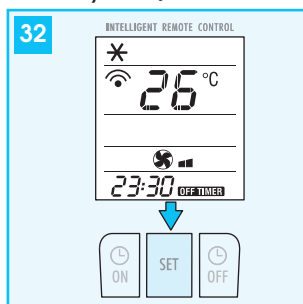 32
INTELLIGENT REMOTE CONTROL
26°C
23:30 OFF TIMER
ON SET OFF